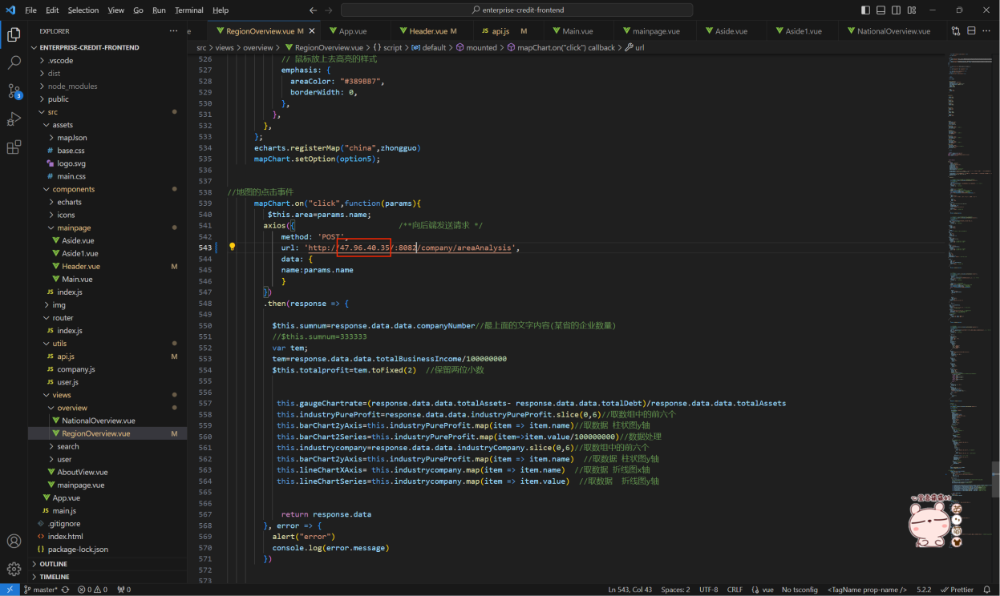 File Edit Selection View Go Run Terminal Help
enterprise-credit-frontend
EXPLORER
RegionOverview.vue M
App.vue
Header.vue M
api.js M
Main.vue
mainpage.vue
Aside.vue
Aside1.vue
NationalOverview.vue
src > views > overview > RegionOverview.vue > {} script > default > mounted > mapChart.on("click") callback > url
ENTERPRISE-CREDIT-FRONTEND
.vscode
dist
node_modules
public
src
assets
mapJson
base.css
logo.svg
main.css
components
echarts
icons
mainpage
Aside.vue
Aside1.vue
Header.vue M
Main.vue
index.js
img
router
index.js
utils
api.js M
company.js
user.js
views
overview
NationalOverview.vue
RegionOverview.vue M
search
user
AboutView.vue
mainpage.vue
App.vue
main.js
.gitignore
index.html
package-lock.json
OUTLINE
TIMELINE
526 // 鼠标放上去高亮的样式
527 emphasis: {
528 areaColor: "#389BB7",
529 borderWidth: 0,
530 },
531 },
532 },
533 };
534 echarts.registerMap("china",zhongguo)
535 mapChart.setOption(option5);
536
537
538 //地图的点击事件
539 mapChart.on("click",function(params){
540 $this.area=params.name;
541 axios({ /**向后端发送请求 */
542 method: 'POST',
543 url: 'http://47.96.40.35/:8082/company/areaAnalysis',
544 data: {
545 name:params.name
546 }
547 })
548 .then(response => {
549
550 $this.sumnum=response.data.data.companyNumber//最上面的文字内容(某省的企业数量)
551 //$this.sumnum=333333
552 var tem;
553 tem=response.data.data.totalBusinessIncome/100000000
554 $this.totalprofit=tem.toFixed(2) //保留两位小数
555
556
557 this.gaugeChartrate=(response.data.data.totalAssets- response.data.data.totalDebt)/response.data.data.totalAssets
558 this.industryPureProfit=response.data.data.industryPureProfit.slice(0,6)//取数组中的前六个
559 this.barChart2yAxis=this.industryPureProfit.map(item => item.name)//取数据 柱状图y轴
560 this.barChart2Series=this.industryPureProfit.map(item=>item.value/100000000)//数据处理
561 this.industrycompany=response.data.data.industryCompany.slice(0,6)//取数组中的前六个
562 this.barChart2yAxis=this.industryPureProfit.map(item => item.name) //取数据 柱状图y轴
563 this.lineChartXAxis= this.industrycompany.map(item => item.name) //取数据 折线图x轴
564 this.lineChartSeries=this.industrycompany.map(item => item.value) //取数据 折线图y轴
565
566
567 return response.data
568 }, error => {
569 alert("error")
570 console.log(error.message)
571 })
572
573
3
master* 0 0 0
Ln 543, Col 43 Spaces: 2 UTF-8 CRLF vue No tsconfig <TagName prop-name /> 5.2.2 Prettier